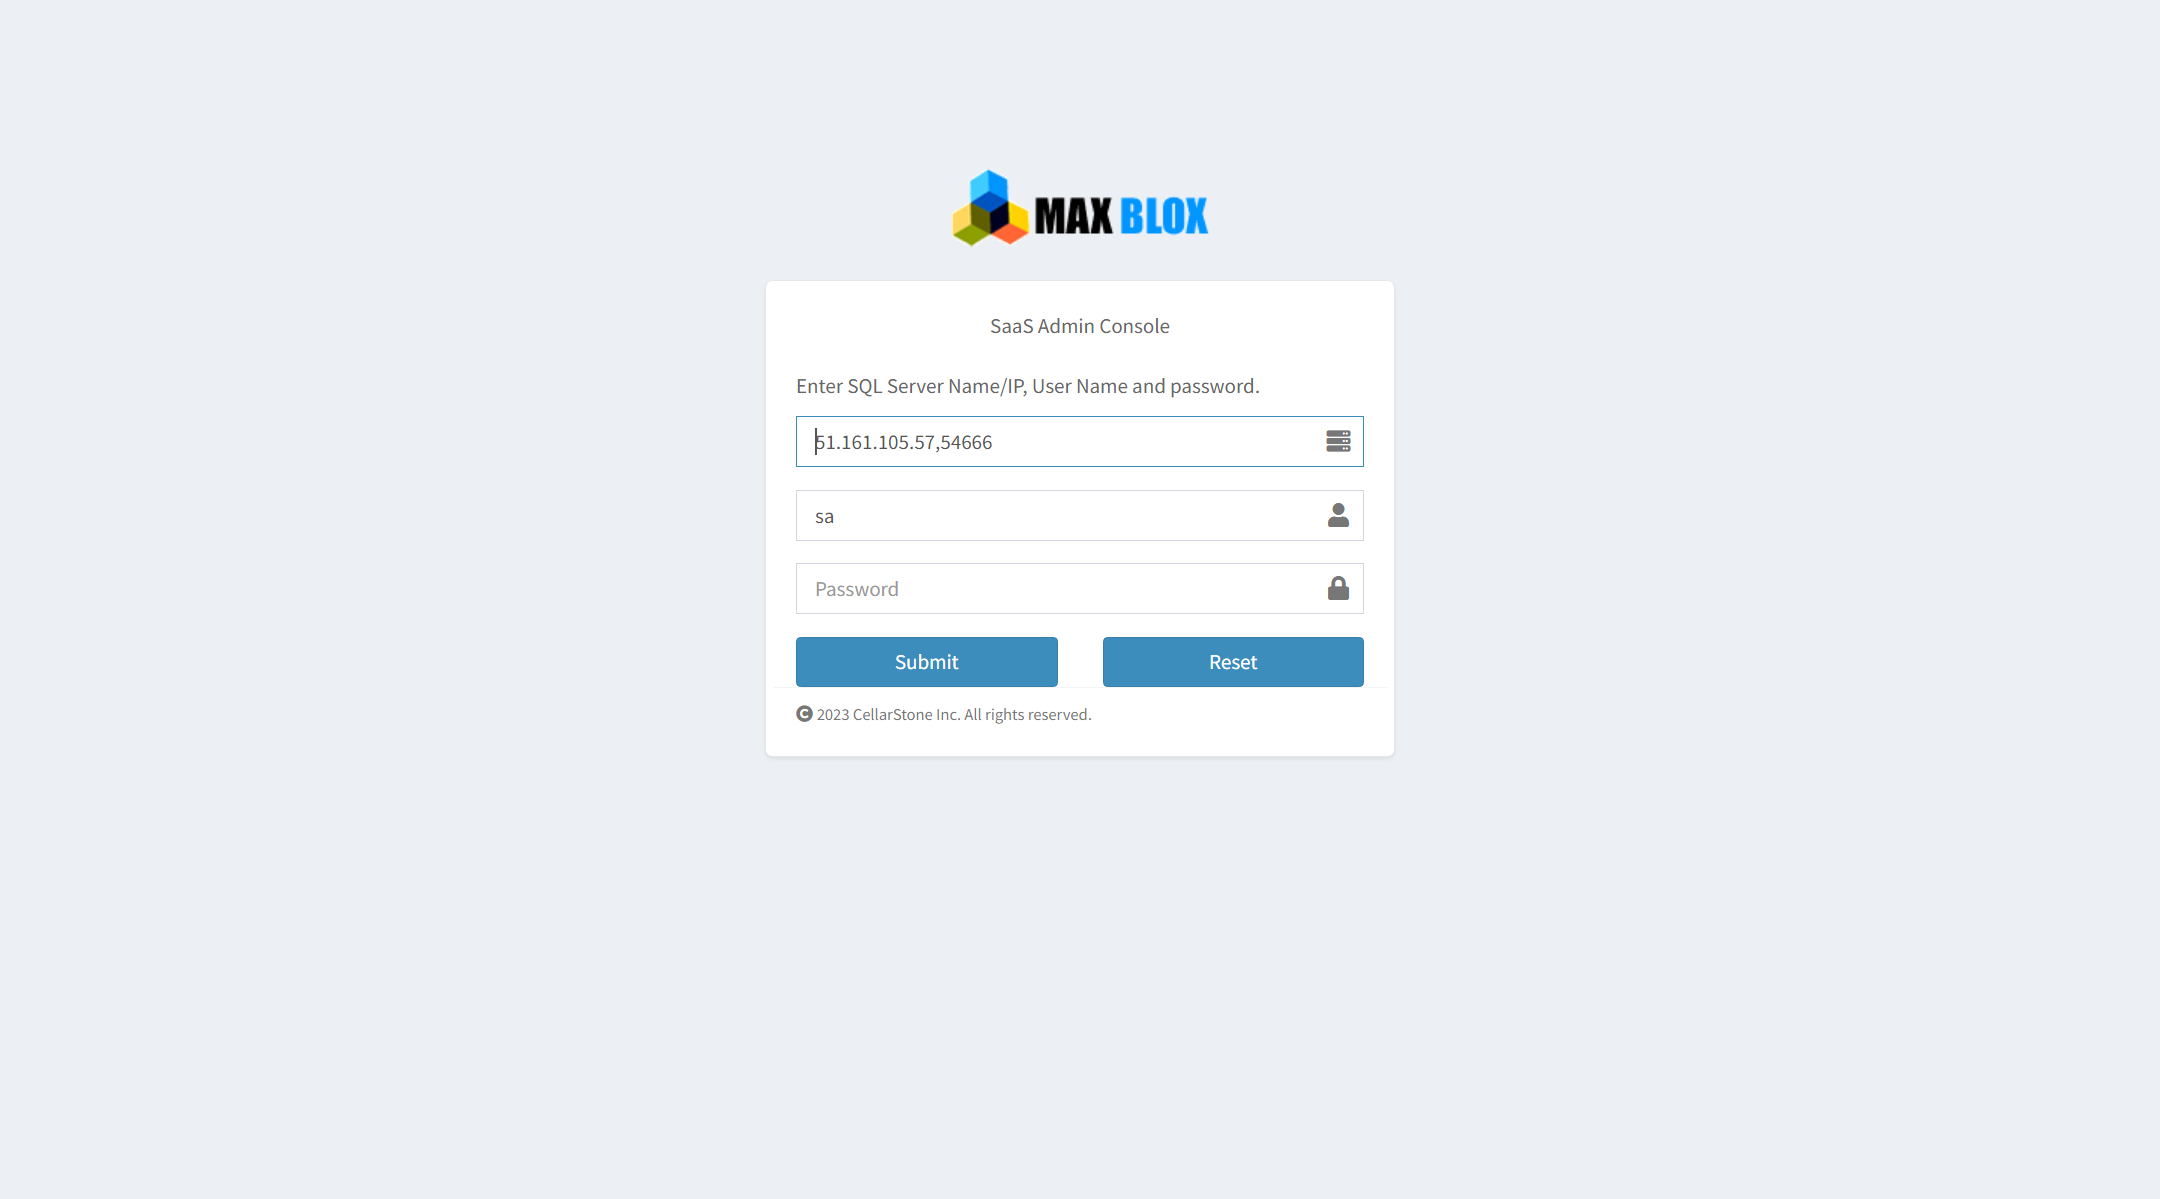 MAX BLOX
SaaS Admin Console
Enter SQL Server Name/IP, User Name and password.
51.161.105.57,54666
sa
Password
Submit
Reset
© 2023 CellarStone Inc. All rights reserved.